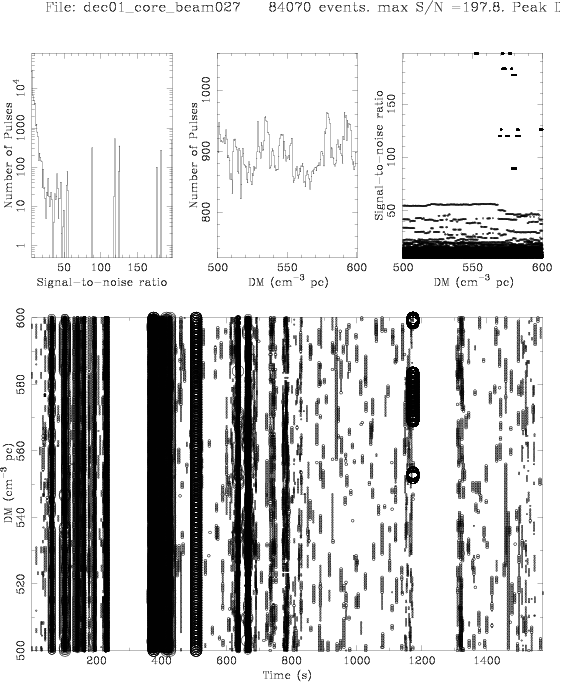 File: dec01_core_beam027 84070 events. max S/N =197.8. Peak D
Number of Pulses
10⁴
1000
100
10
1
50 100 150
Signal-to-noise ratio
Number of Pulses
1000
900
800
500 550 600
DM (cm⁻³ pc)
Signal-to-noise ratio
150
100
50
500 550 600
DM (cm⁻³ pc)
DM (cm⁻³ pc)
600
580
560
540
520
500
200 400 600 800 1000 1200 1400
Time (s)